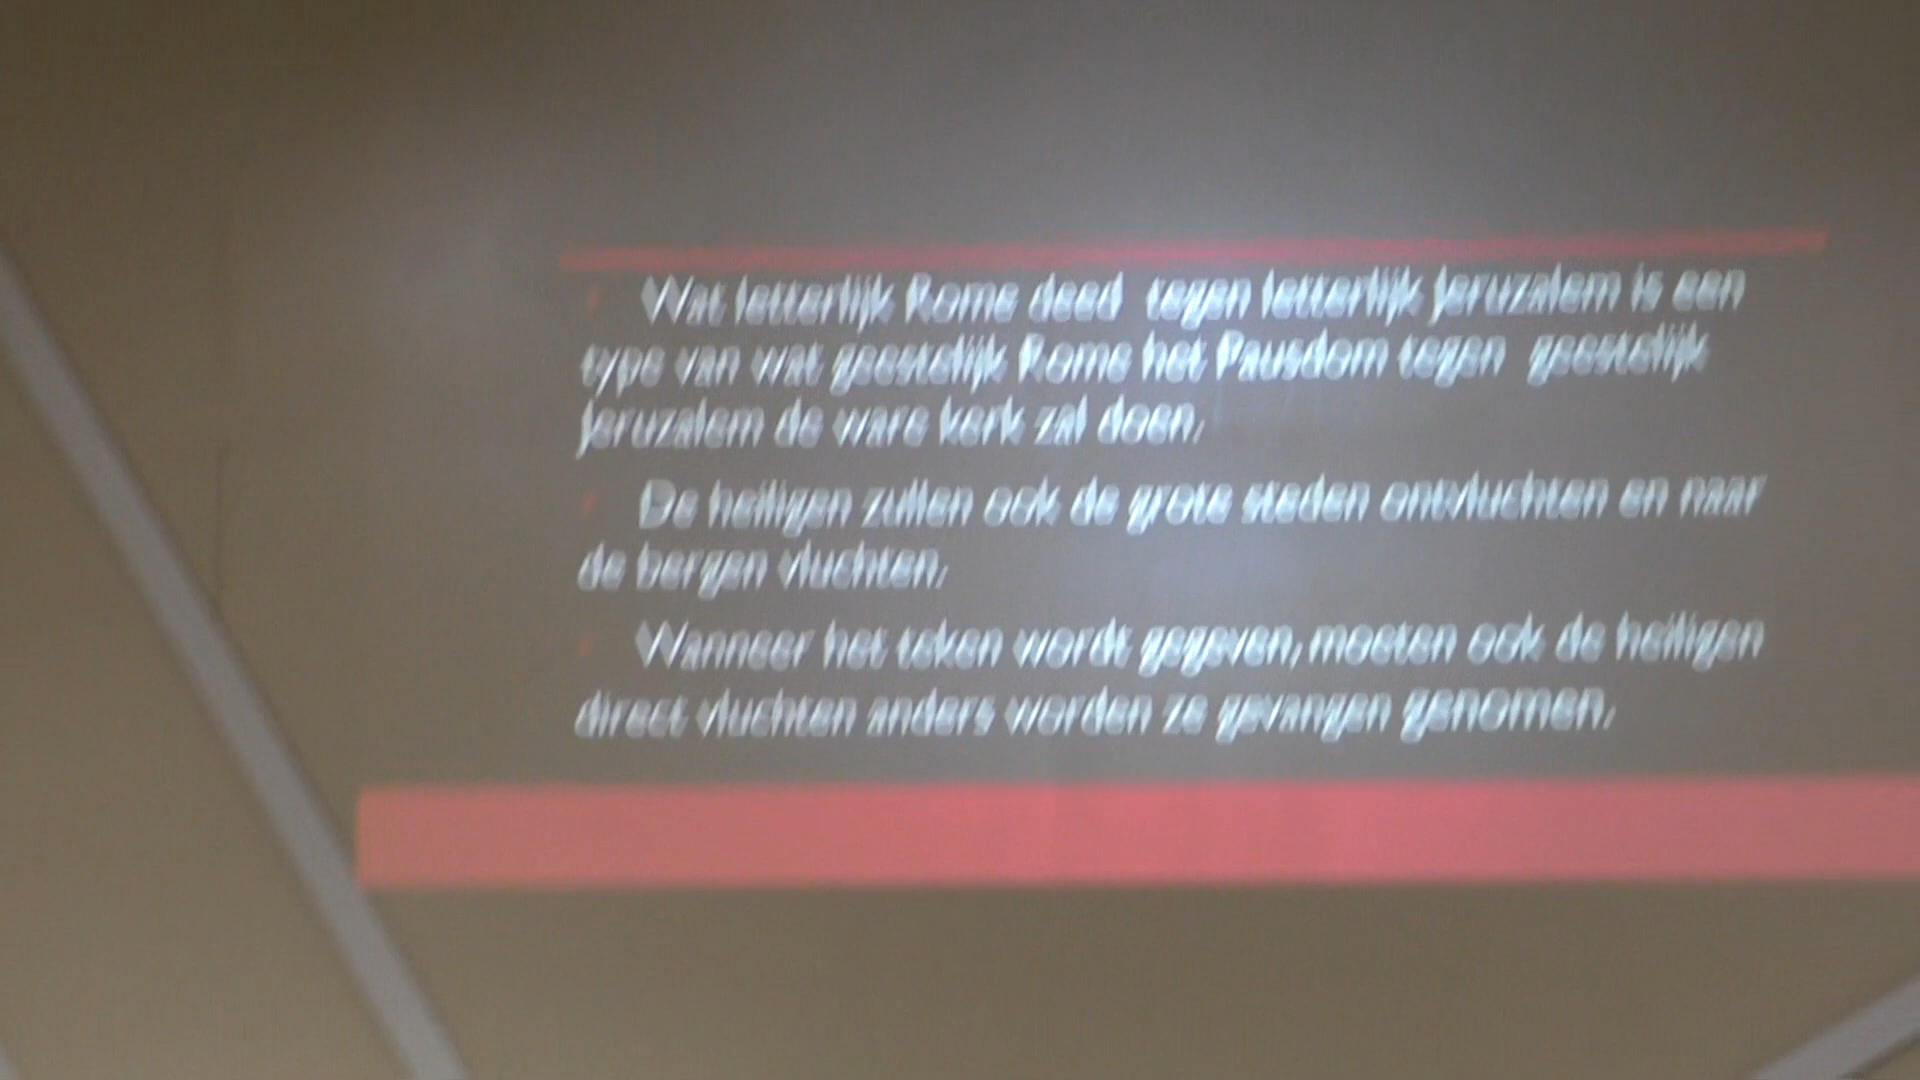 Wat letterlijk Rome deed tegen letterlijk Jeruzalem is een
type van wat geestelijk Rome het Pausdom tegen geestelijk
Jeruzalem de ware kerk zal doen,
De heiligen zullen ook de grote steden ontvluchten en naar
de bergen vluchten,
Wanneer het teken wordt gegeven, moeten ook de heiligen
direct vluchten anders worden ze gevangen genomen,